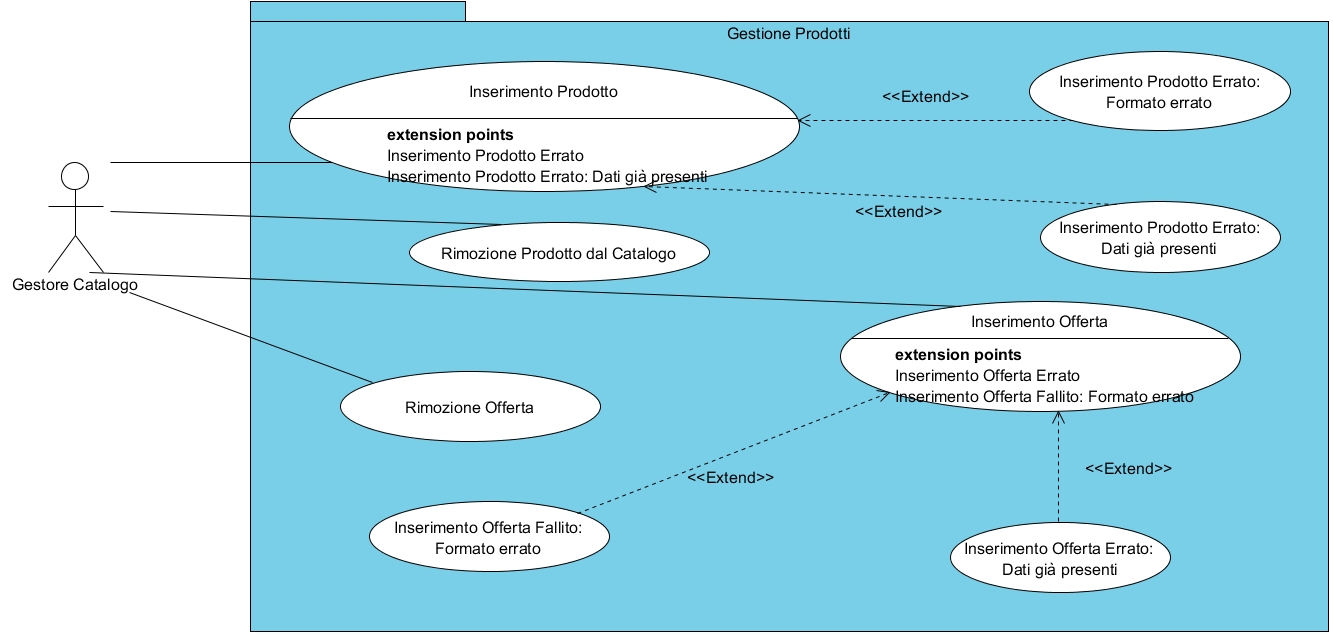 Gestione Prodotti
Inserimento Prodotto
extension points
Inserimento Prodotto Errato
Inserimento Prodotto Errato: Dati già presenti
<<Extend>>
Inserimento Prodotto Errato:
Formato errato
<<Extend>>
Inserimento Prodotto Errato:
Dati già presenti
Gestore Catalogo
Rimozione Prodotto dal Catalogo
Inserimento Offerta
extension points
Inserimento Offerta Errato
Inserimento Offerta Fallito: Formato errato
Rimozione Offerta
<<Extend>>
<<Extend>>
Inserimento Offerta Fallito:
Formato errato
Inserimento Offerta Errato:
Dati già presenti